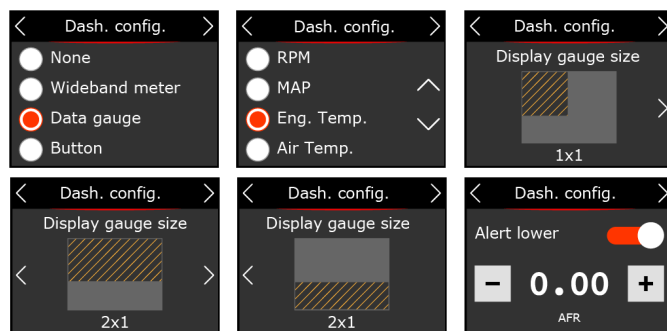 Dash. config.
None
Wideband meter
Data gauge
Button
Dash. config.
RPM
MAP
Eng. Temp.
Air Temp.
Dash. config.
Display gauge size
1x1
Dash. config.
Display gauge size
2x1
Dash. config.
Display gauge size
2x1
Dash. config.
Alert lower
- 0.00 +
AFR